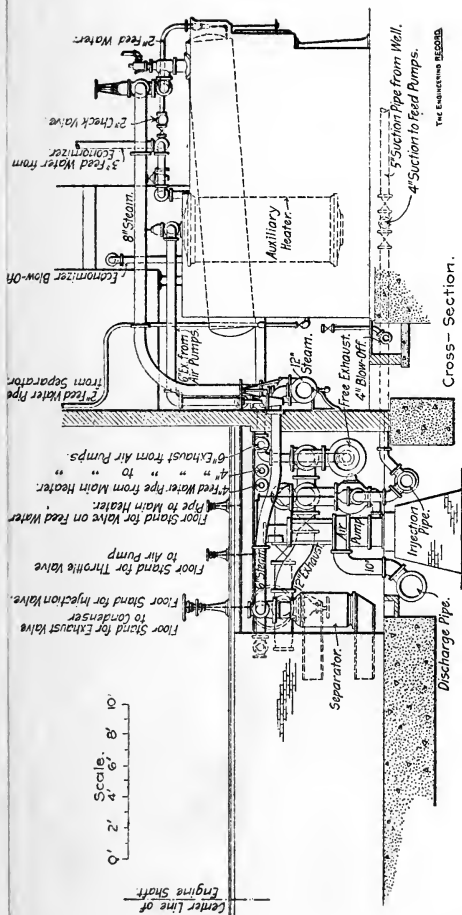 2" Feed Water.
2" Check Valve.
3" Feed Water from
Economizer.
8" Steam.
Economizer Blow-Off
Auxiliary
Heater.
5" Suction Pipe from Well.
4" Suction to Feed Pumps.
THE ENGINEERING RECORD.
2" Feed Water Pipe
from Separator.
Ex. from
Air Pumps.
12"
Steam.
Free Exhaust.
4" Blow-Off.
Cross-Section.
6" Exhaust from Air Pumps.
4" " " to " "
4" Feed Water Pipe from Main Heater.
Floor Stand for Valve on Feed Water
Pipe to Main Heater.
Floor Stand for Throttle Valve
to Air Pump
Floor Stand for Injection Valve.
Floor Stand for Exhaust Valve
to Condenser
6" Steam
12" Exhaust
Air
Pump
10"
Injection
Pipe.
Discharge Pipe.
Separator.
Scale.
0' 2' 4' 6' 8' 10'
Center Line of
Engine Shaft.